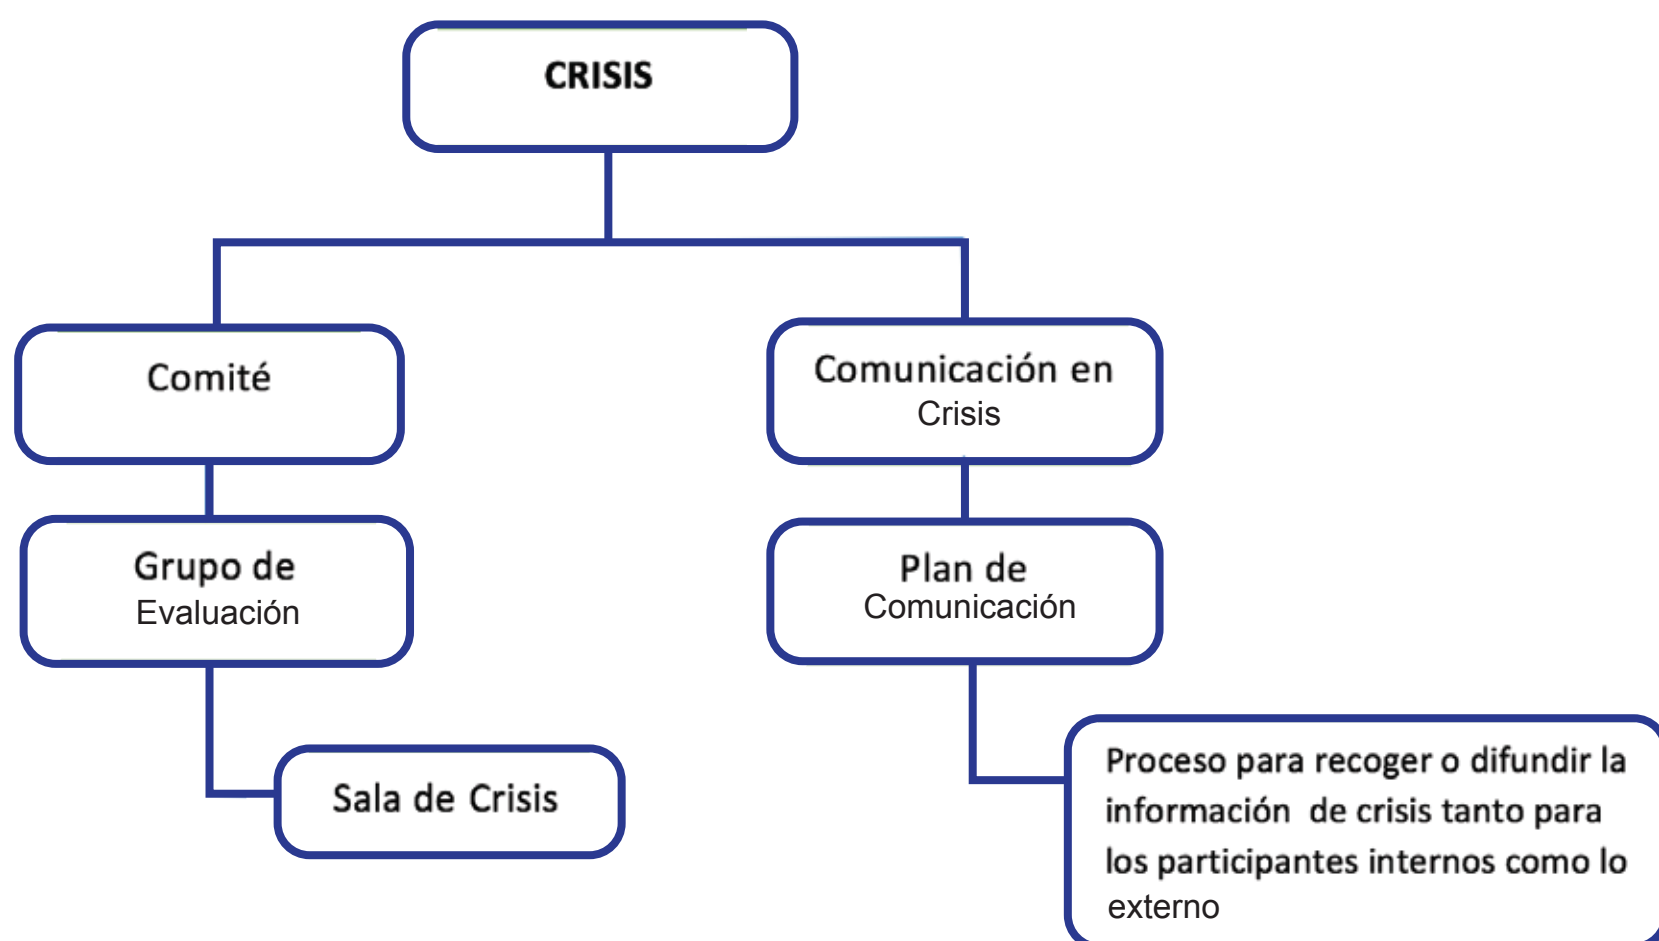 CRISIS
Comité
Comunicación en
Crisis
Grupo de
Evaluación
Plan de
Comunicación
Sala de Crisis
Proceso para recoger o difundir la
información de crisis tanto para
los participantes internos como lo
externo